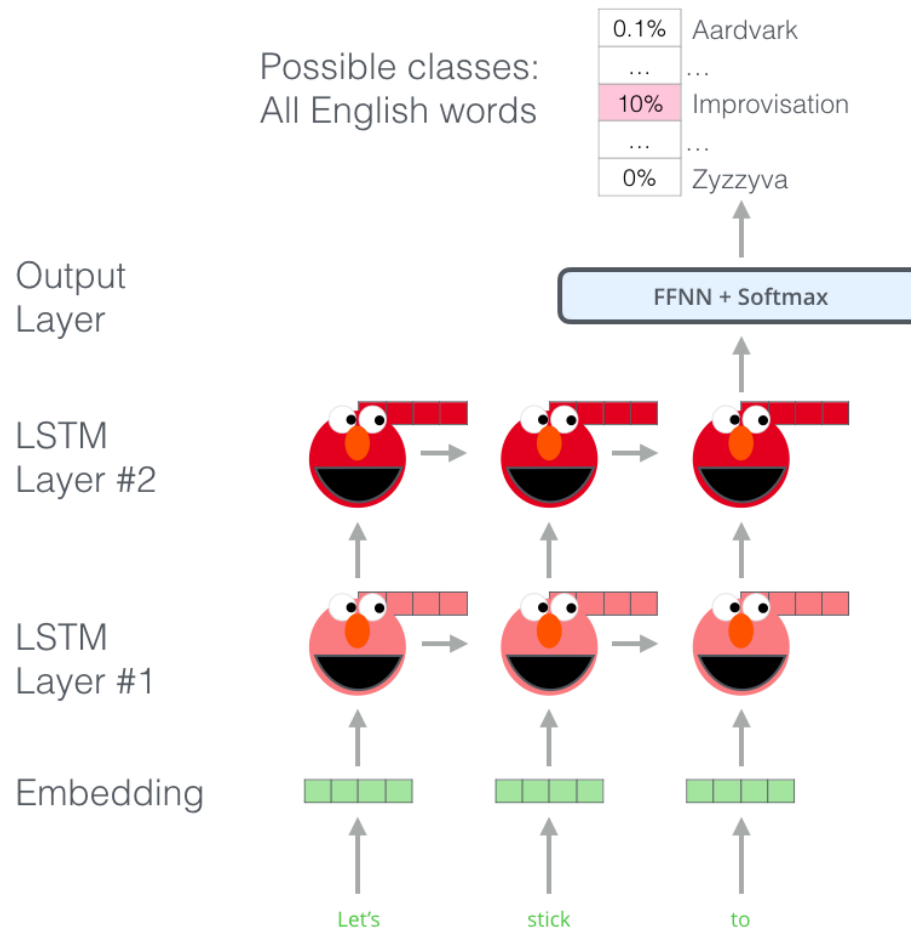 0.1% Aardvark
... ...
Possible classes:
10% Improvisation
All English words
... ...
0% Zyzzyva
Output
Layer
FFNN + Softmax
LSTM
Layer #2
LSTM
Layer #1
Embedding
Let's stick to